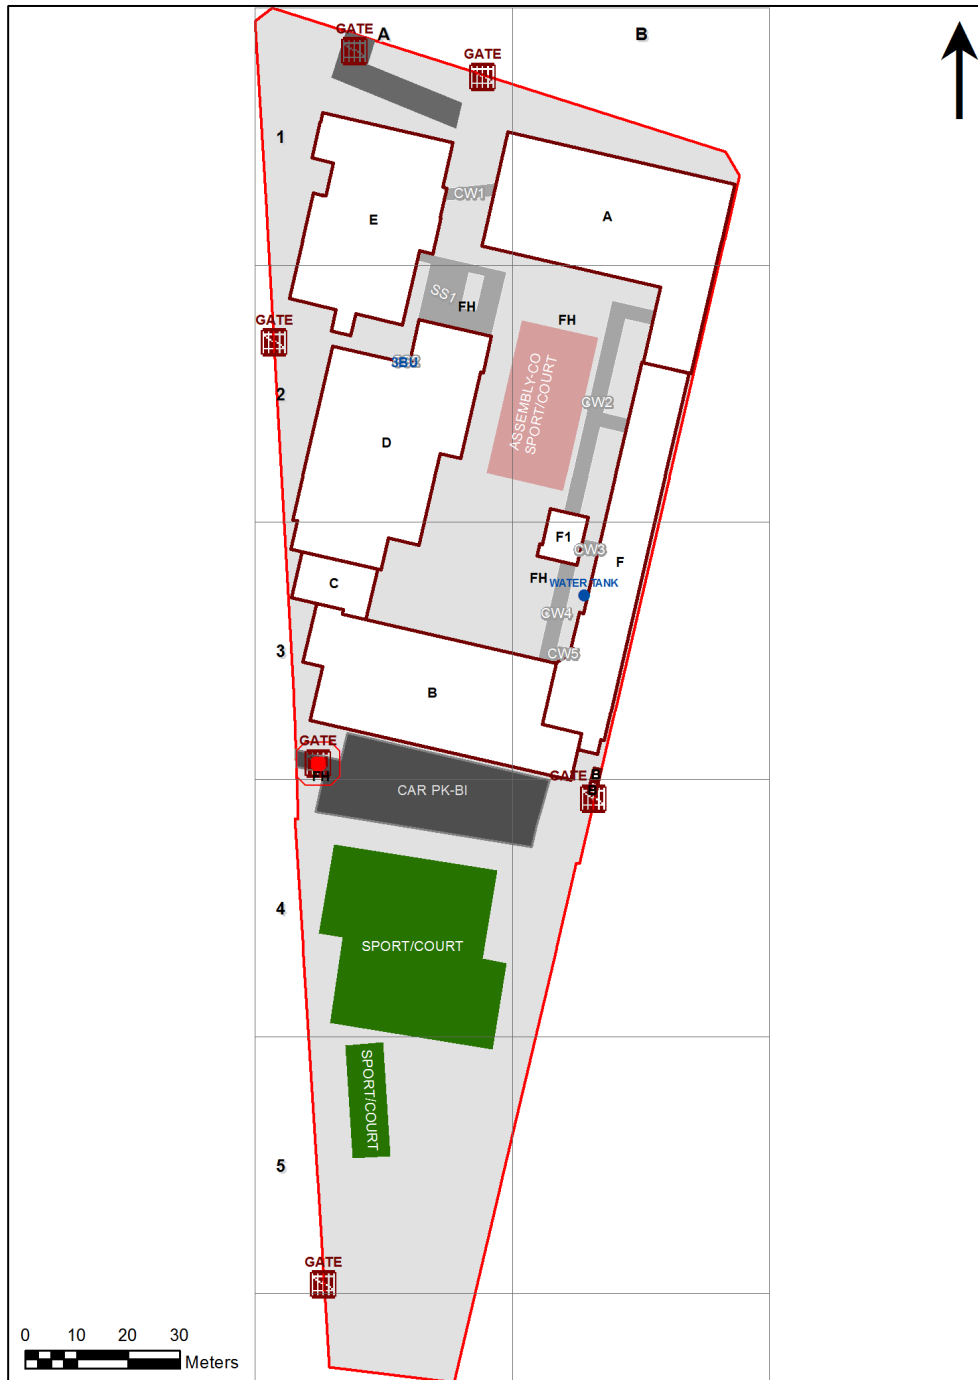 GATE
A
B
GATE
1
CW1
E
A
SS1
FH
FH
GATE
3BU
2
ASSEMBLY-CO
SPORT/COURT
CW2
D
F1
CW3
F
FH
WATER TANK
C
CW4
3
CW5
B
GATE
FH
GATE
B
B
CAR PK-BI
4
SPORT/COURT
SPORT/COURT
5
GATE
0 10 20 30
Meters